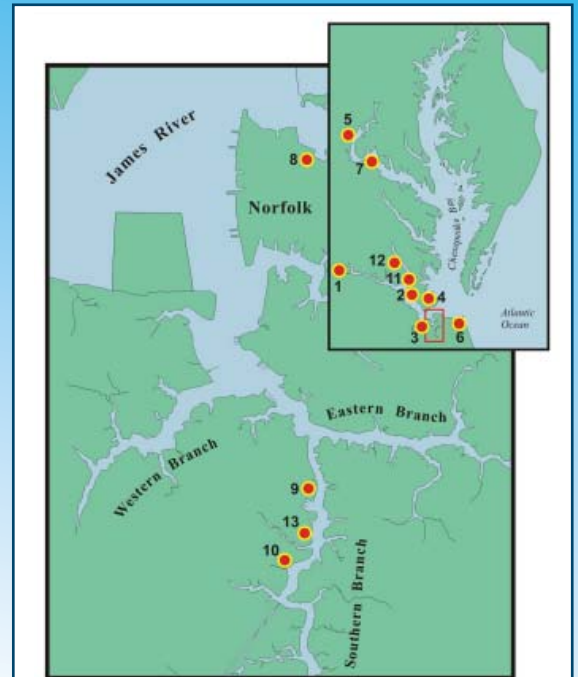 James River
8
Norfolk
Eastern Branch
Western Branch
9
13
10
Southern Branch
5
7
12
1
11
2
4
3
6
Chesapeake Bay
Atlantic
Ocean